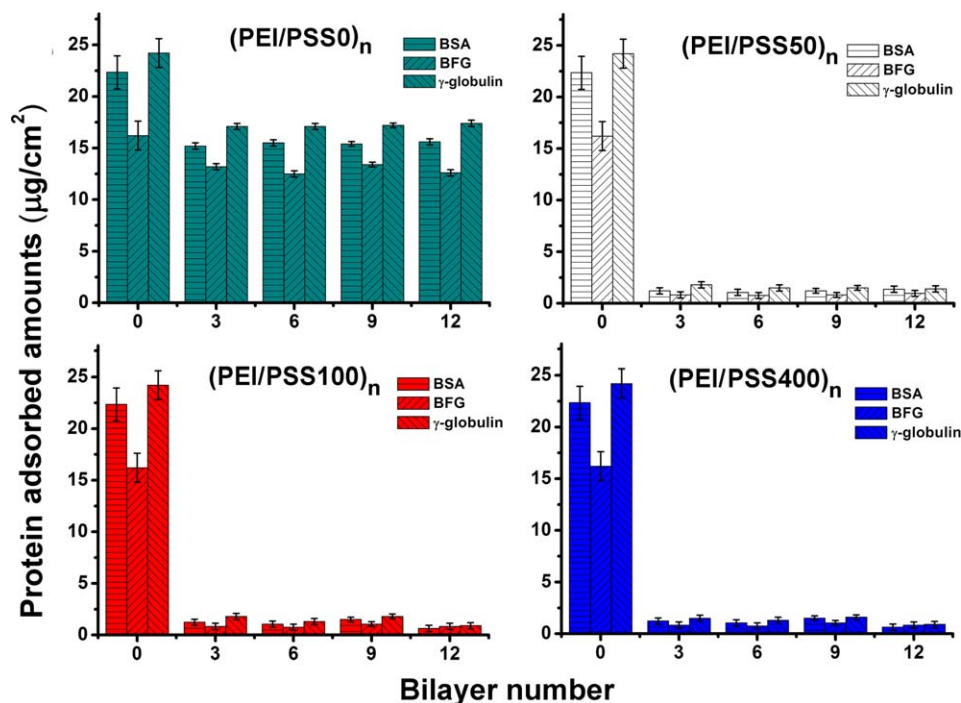 Protein adsorbed amounts (μg/cm²)
(PEI/PSS0)n
BSA
BFG
γ-globulin
25
20
15
10
5
0
0 3 6 9 12
(PEI/PSS50)n
BSA
BFG
γ-globulin
25
20
15
10
5
0
0 3 6 9 12
(PEI/PSS100)n
BSA
BFG
γ-globulin
25
20
15
10
5
0
0 3 6 9 12
(PEI/PSS400)n
BSA
BFG
γ-globulin
25
20
15
10
5
0
0 3 6 9 12
Bilayer number